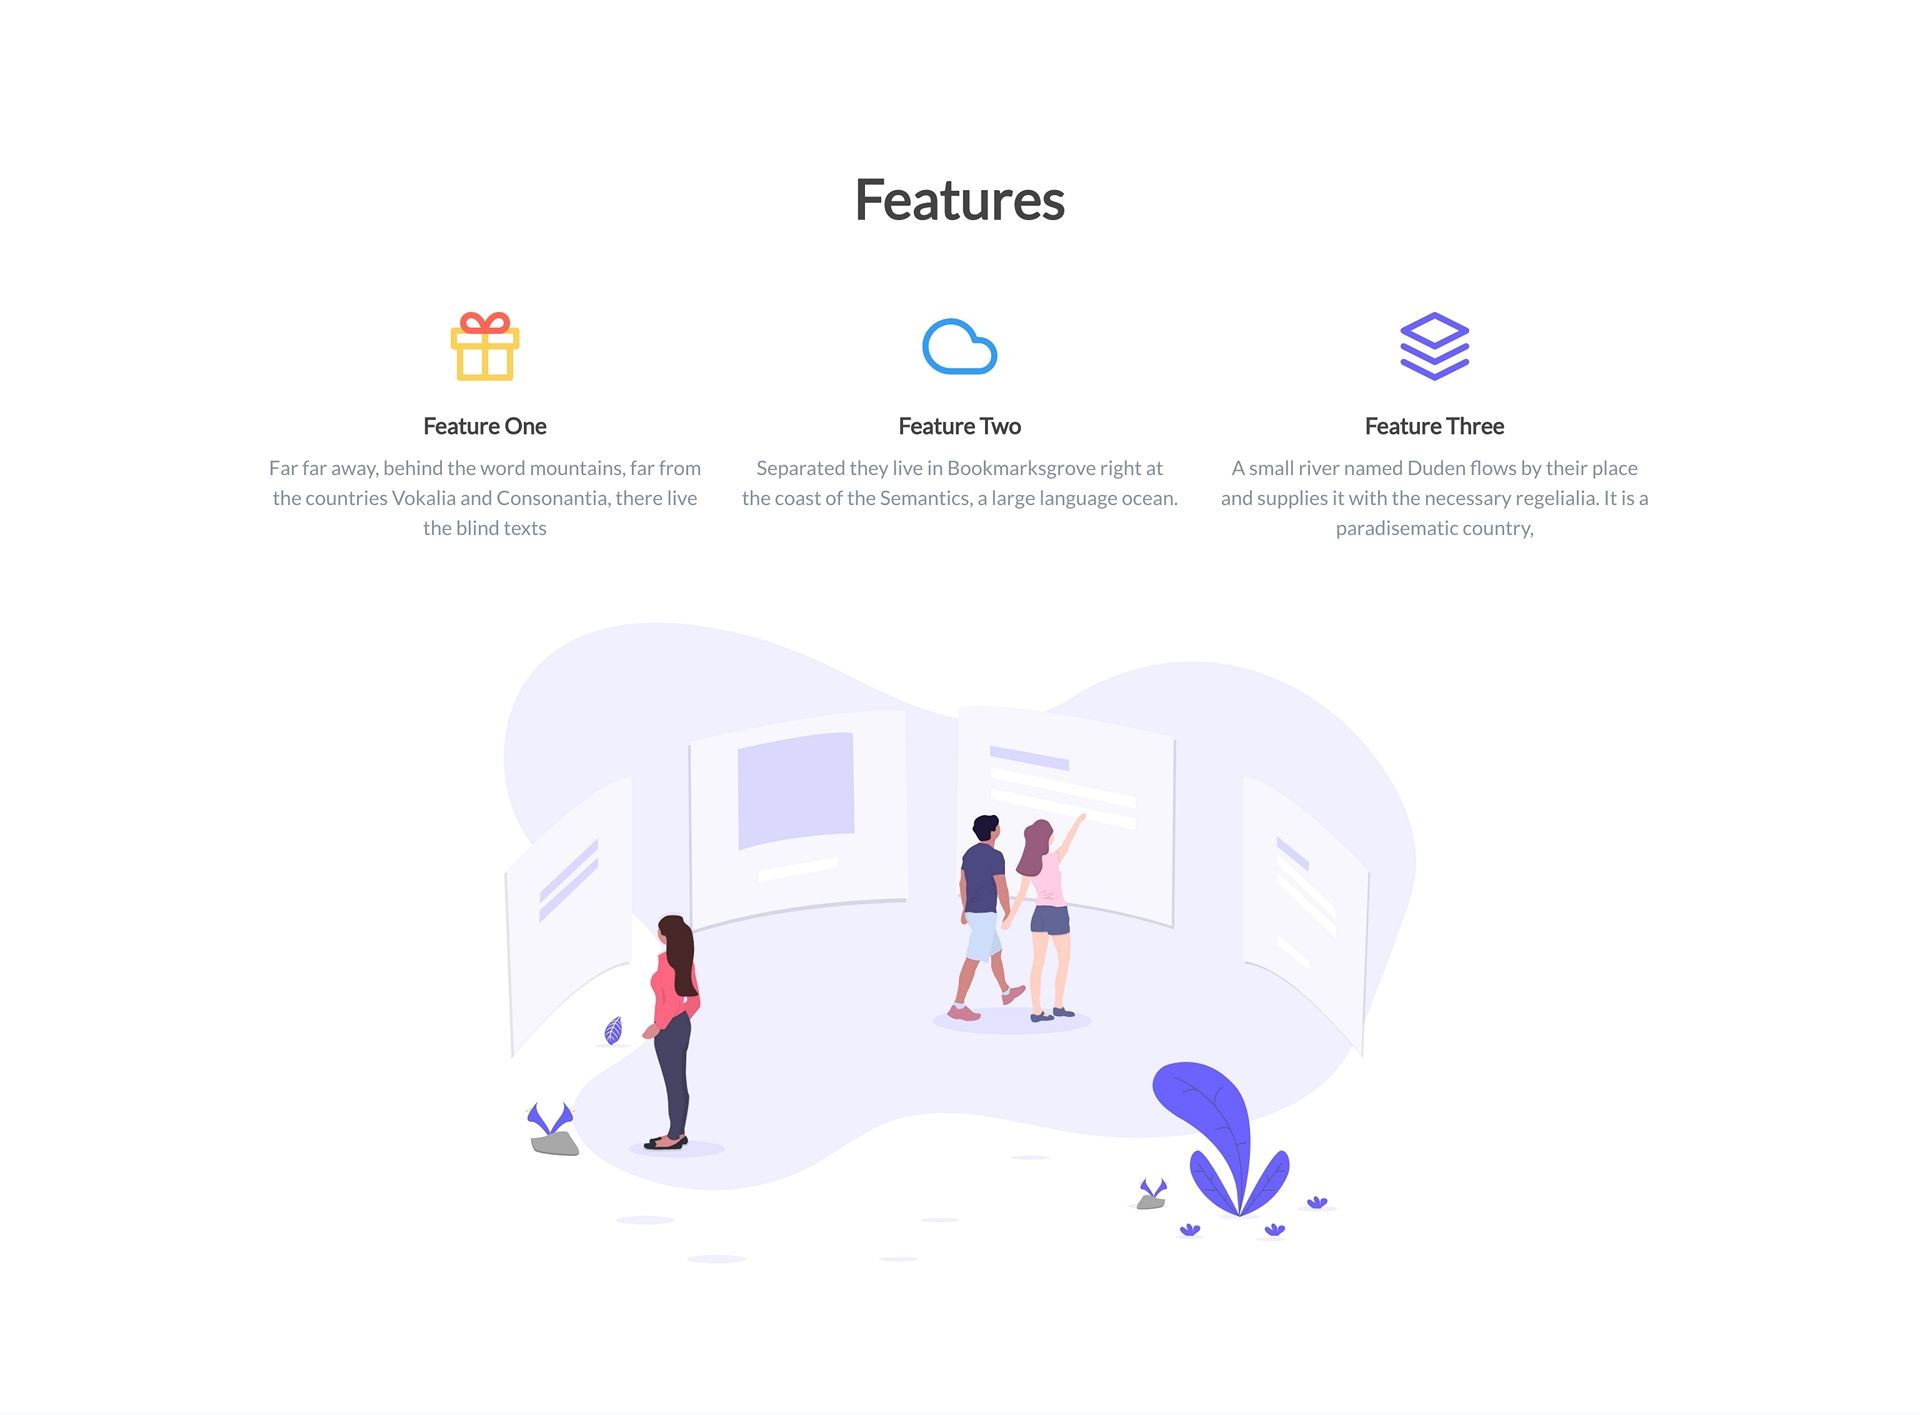 Features
Feature One
Far far away, behind the word mountains, far from
the countries Vokalia and Consonantia, there live
the blind texts
Feature Two
Separated they live in Bookmarksgrove right at
the coast of the Semantics, a large language ocean.
Feature Three
A small river named Duden flows by their place
and supplies it with the necessary regelialia. It is a
paradisematic country,